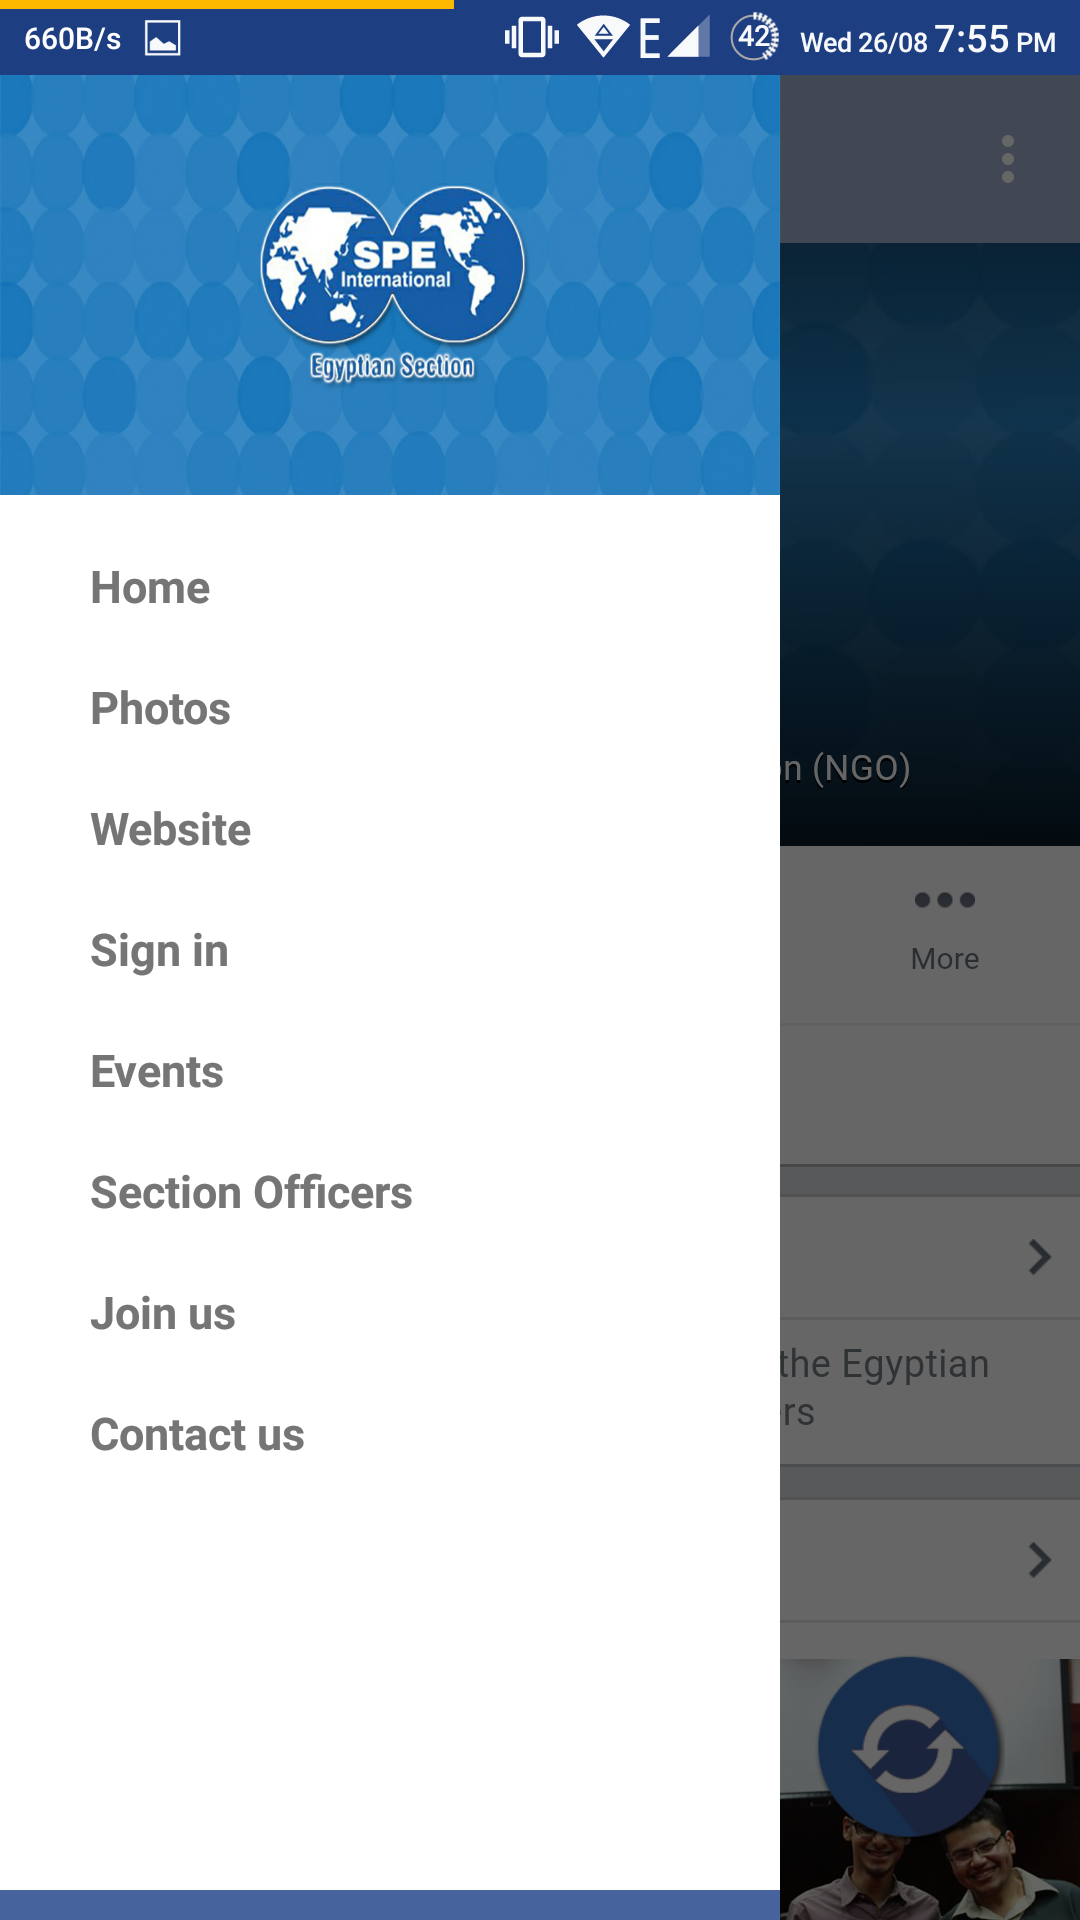 660B/s
42
Wed 26/08 7:55 PM
SPE
International
Egyptian Section
Home
Photos
Website
Sign in
Events
Section Officers
Join us
Contact us
(NGO)
More
the Egyptian